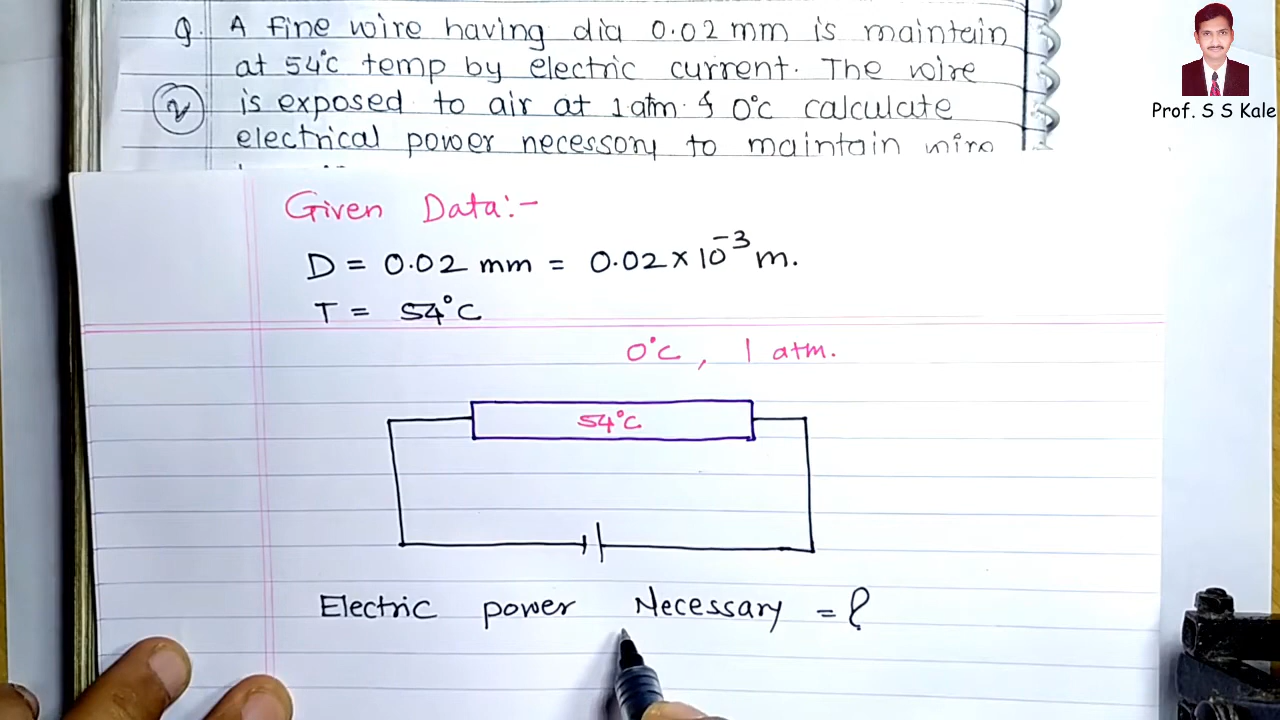 Q. A fine wire having dia 0.02 mm is maintain
at 54°C temp by electric current. The wire
is exposed to air at 1 atm & 0°C calculate
electrical power necessory to maintain wire
Prof. S S Kale
Given Data:-
D = 0.02 mm = 0.02 × 10⁻³ m.
T = 54°C
0°C, 1 atm.
54°C
Electric power Necessary = ?